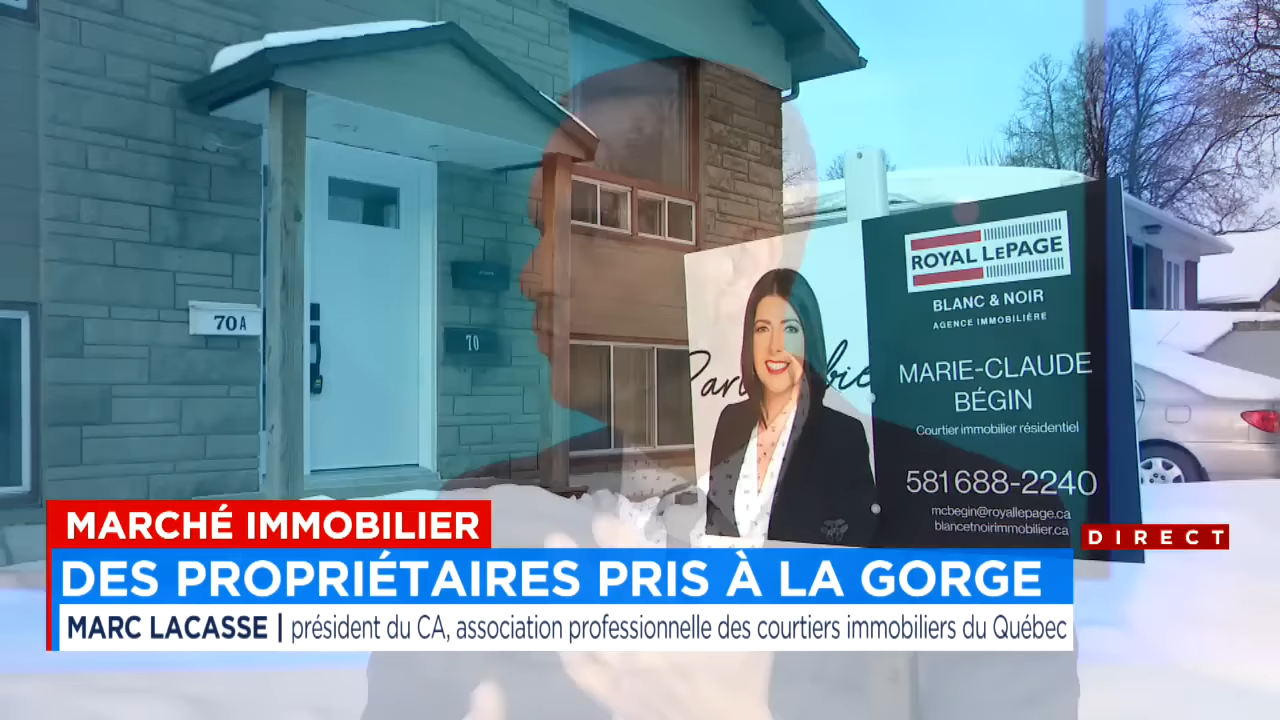 70A
70
ROYAL LEPAGE
BLANC & NOIR
AGENCE IMMOBILIÈRE
MARIE-CLAUDE
BÉGIN
Courtier immobilier résidentiel
581 688-2240
mcbegin@royallepage.ca
blancetnoirimmobilier.ca
DIRECT
MARCHÉ IMMOBILIER
DES PROPRIÉTAIRES PRIS À LA GORGE
MARC LACASSE | président du CA, association professionnelle des courtiers immobiliers du Québec